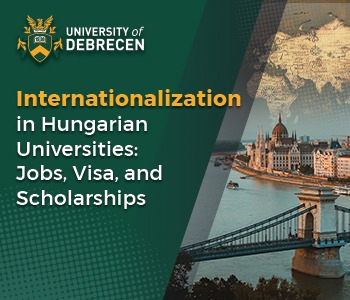 UNIVERSITY of
DEBRECEN
Internationalization
in Hungarian
Universities:
Jobs, Visa, and
Scholarships